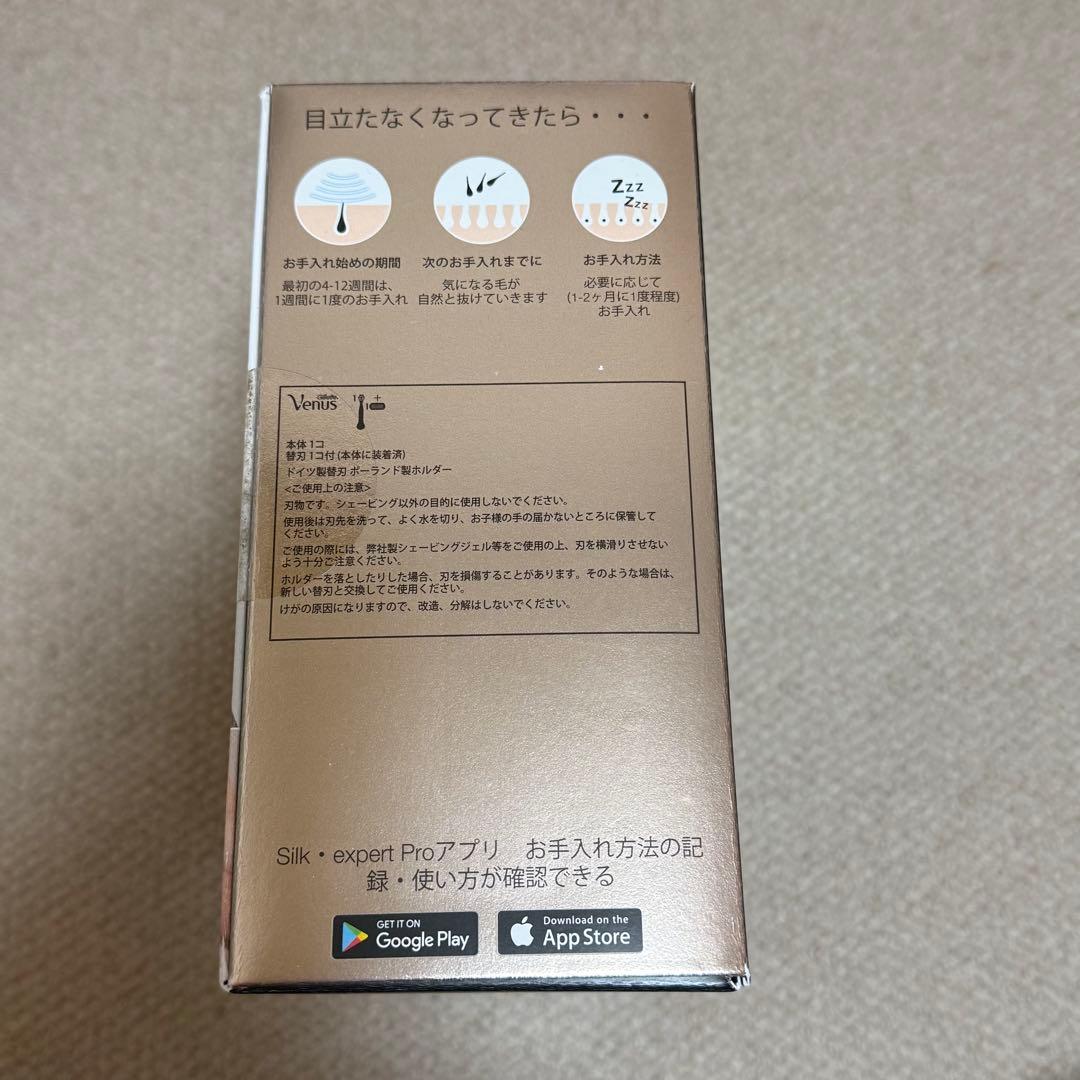 目立たなくなってきたら・・・
Zzz
Zzz
お手入れ始めの期間
最初の4-12週間は、
1週間に1度のお手入れ
次のお手入れまでに
気になる毛が
自然と抜けていきます
お手入れ方法
必要に応じて
(1-2ヶ月に1度程度)
お手入れ
Gillette
Venus
1 + 1
本体 1コ
替刃 1コ付 (本体に装着済)
ドイツ製替刃 ポーランド製ホルダー
<ご使用上の注意>
刃物です。シェービング以外の目的に使用しないでください。
使用後は刃先を洗って、よく水を切り、お子様の手の届かないところに保管して
ください。
ご使用の際には、弊社製シェービングジェル等をご使用の上、刃を横滑りさせない
よう十分ご注意ください。
ホルダーを落としたりした場合、刃を損傷することがあります。そのような場合は、
新しい替刃と交換してご使用ください。
けがの原因になりますので、改造、分解はしないでください。
Silk・expert Proアプリ　お手入れ方法の記
録・使い方が確認できる
GET IT ON
Google Play
Download on the
App Store